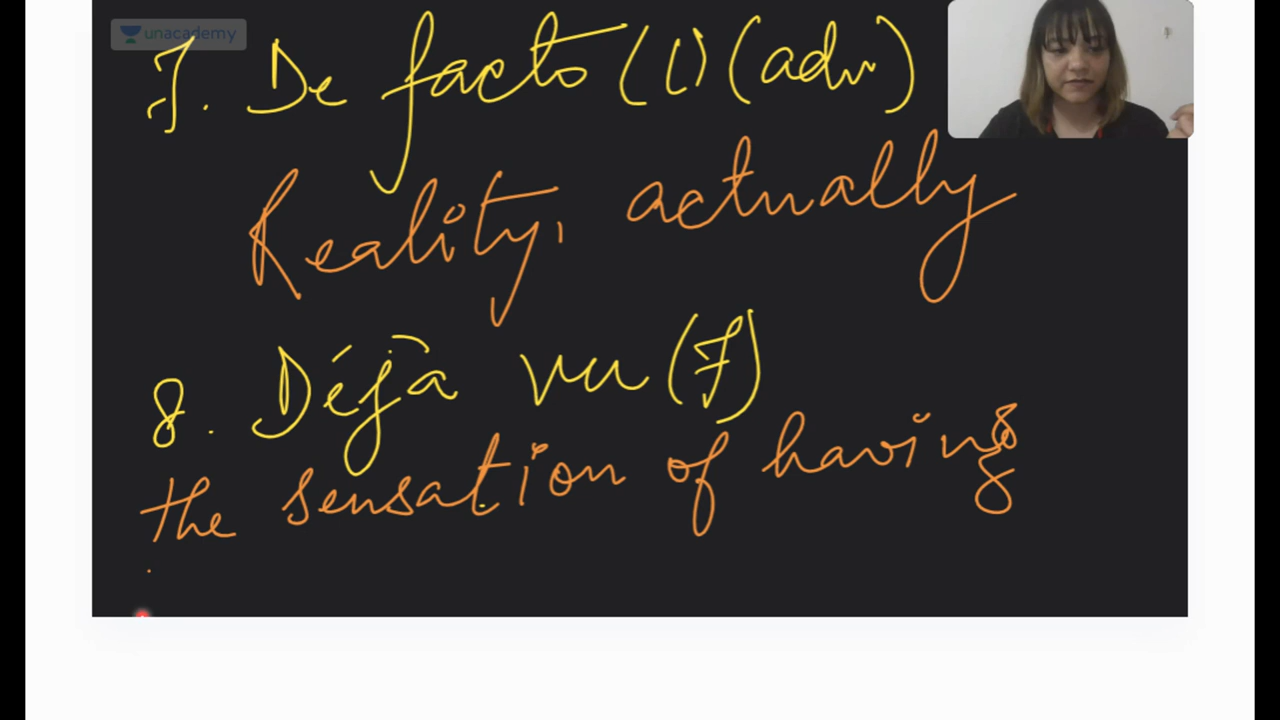 unacademy
7. De facto (L) (adv)
Reality, actually
8. Déjà vu (F)
the sensation of having